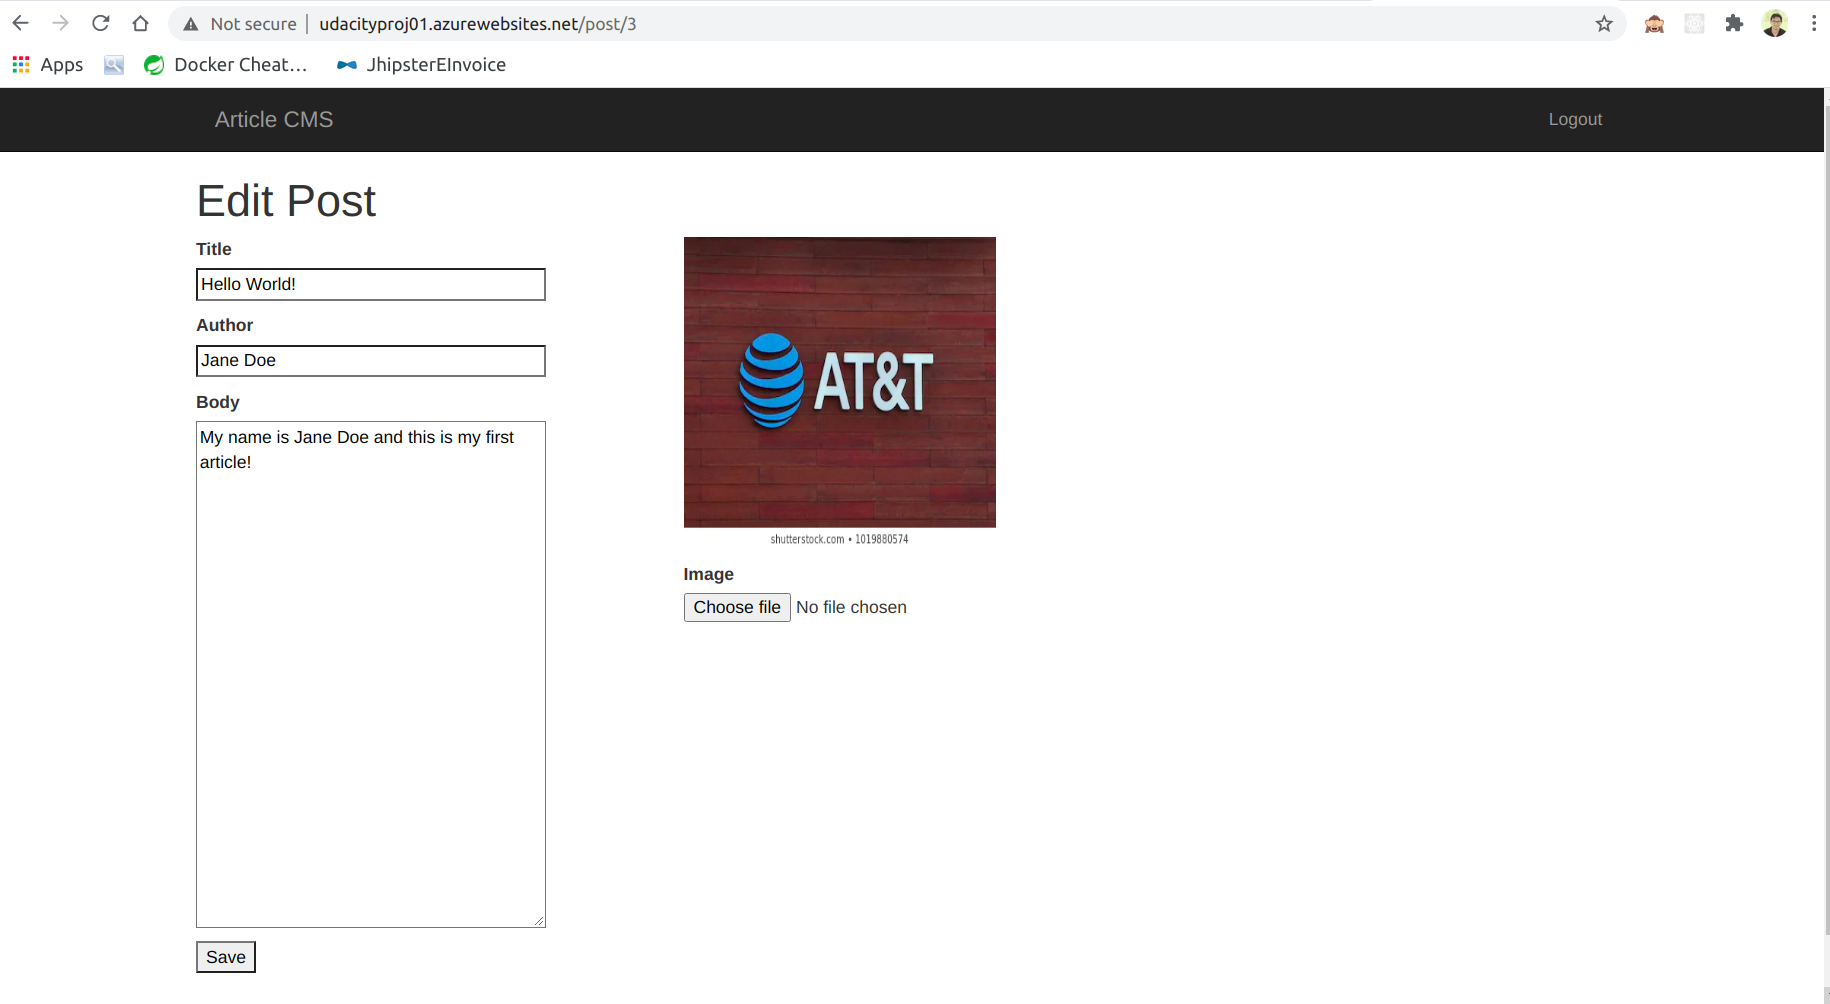 Not secure | udacityproj01.azurewebsites.net/post/3
Apps Docker Cheat... JhipsterEInvoice
Article CMS Logout
Edit Post
Title
Hello World!
Author
Jane Doe
Body
My name is Jane Doe and this is my first
article!
Save
AT&T
shutterstock.com • 1019880574
Image
Choose file No file chosen